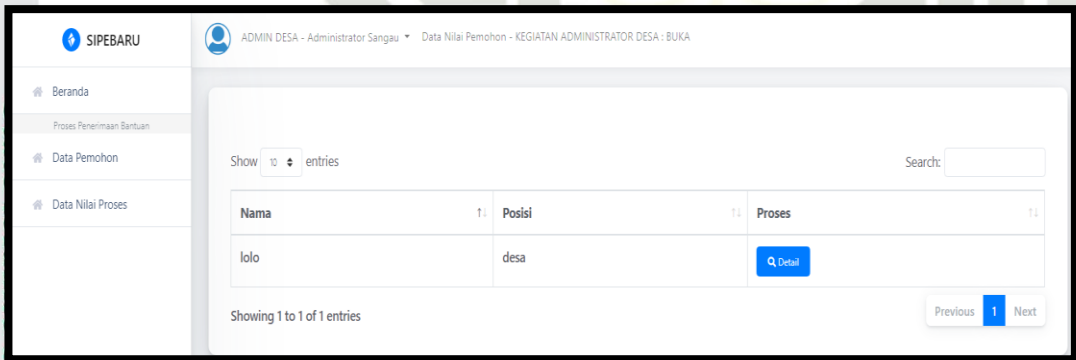 SIPEBARU
ADMIN DESA - Administrator Sangau Data Nilai Pemohon - KEGIATAN ADMINISTRATOR DESA : BUKA
Beranda
Proses Penerimaan Bantuan
Data Pemohon
Data Nilai Proses
Show 10 entries
Search:
Nama Posisi Proses
lolo desa Detail
Showing 1 to 1 of 1 entries
Previous 1 Next